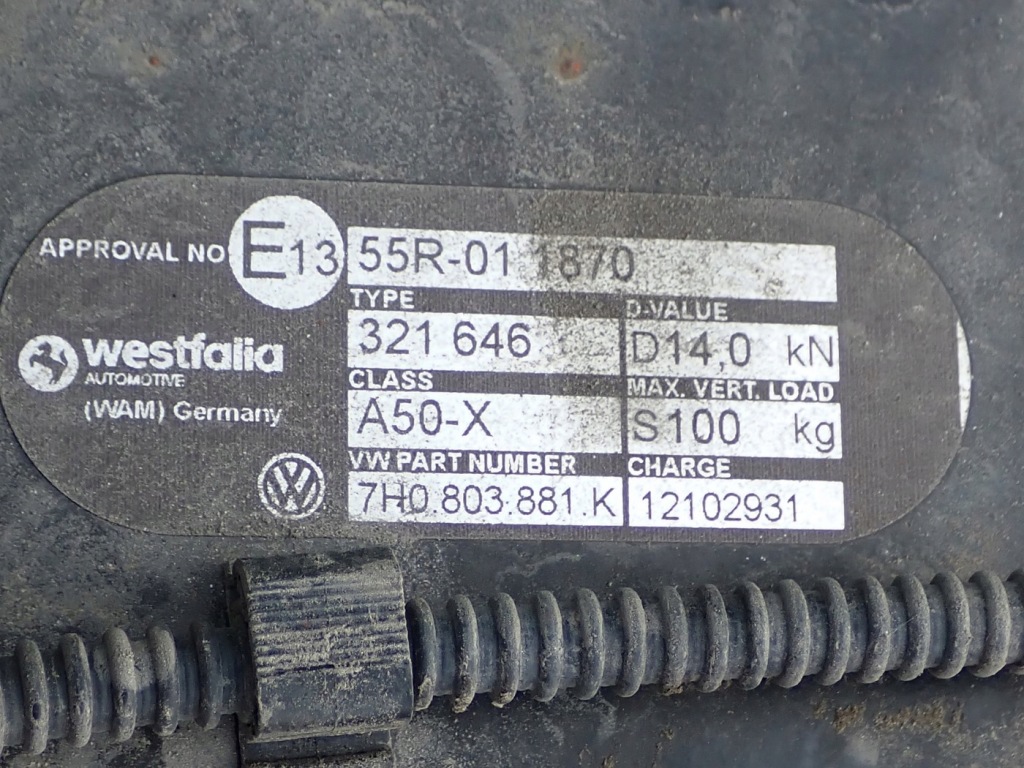 APPROVAL NO E13 55R-01 1870
TYPE D-VALUE
321 646 D14,0 kN
westfalia
AUTOMOTIVE
(WAM) Germany
CLASS MAX. VERT. LOAD
A50-X S100 kg
VW PART NUMBER CHARGE
7H0.803.881.K 12102931